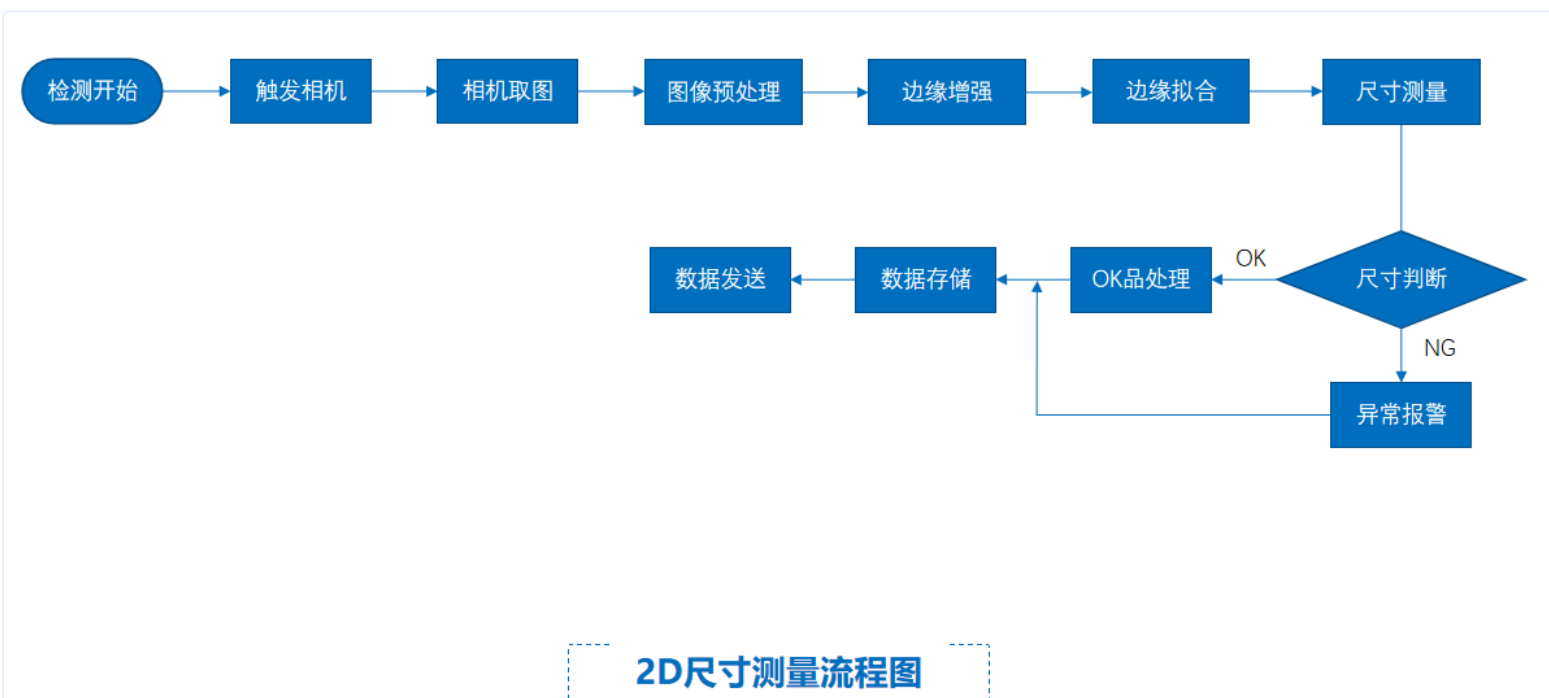 检测开始
触发相机
相机取图
图像预处理
边缘增强
边缘拟合
尺寸测量
尺寸判断
OK
OK品处理
数据存储
数据发送
NG
异常报警
2D尺寸测量流程图